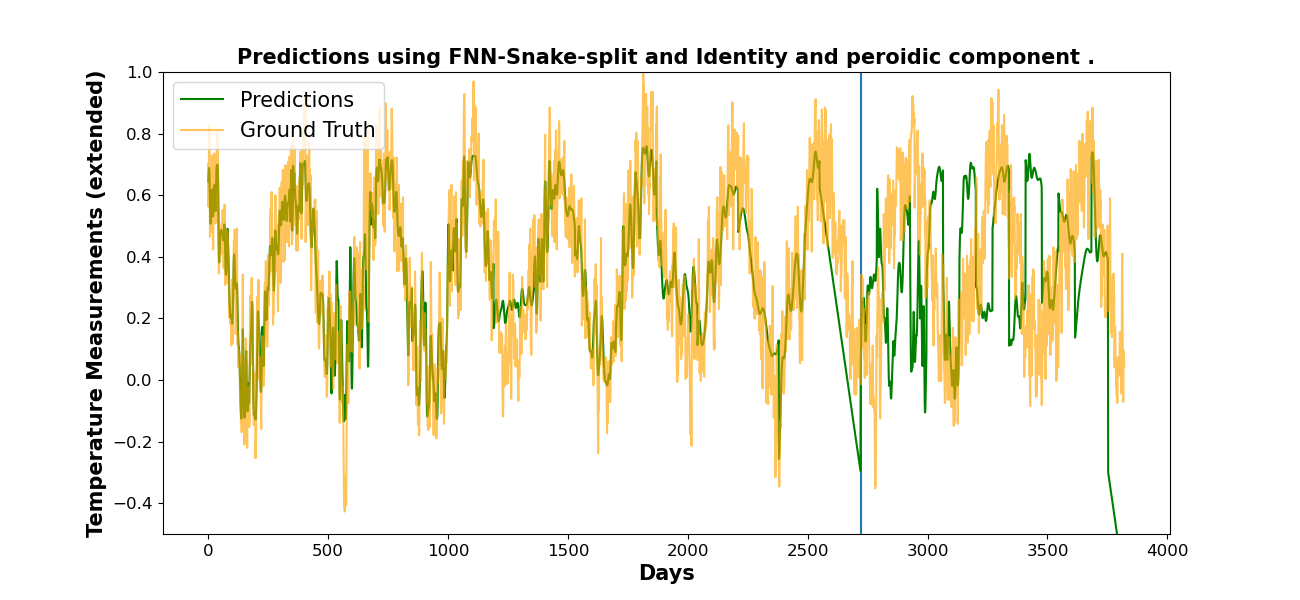 Predictions using FNN-Snake-split and Identity and peroidic component .
Temperature Measurements (extended)
1.0
0.8
0.6
0.4
0.2
0.0
−0.2
−0.4
Predictions
Ground Truth
0 500 1000 1500 2000 2500 3000 3500 4000
Days